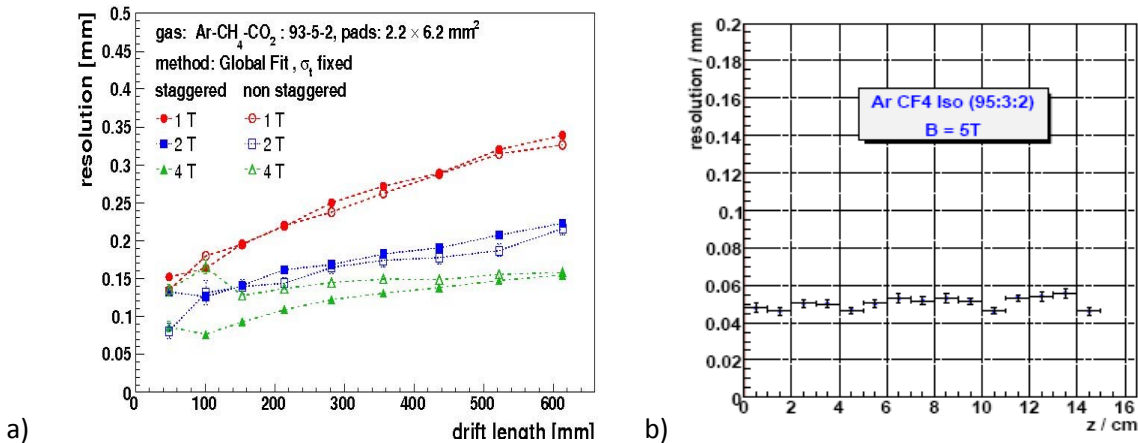 gas: Ar-CH4-CO2 : 93-5-2, pads: 2.2 × 6.2 mm²
method: Global Fit , σt fixed
staggered non staggered
1 T 1 T
2 T 2 T
4 T 4 T
resolution [mm]
0.5
0.45
0.4
0.35
0.3
0.25
0.2
0.15
0.1
0.05
0
0 100 200 300 400 500 600
drift length [mm]
a)
resolution / mm
0.2
0.18
0.16
0.14
0.12
0.1
0.08
0.06
0.04
0.02
0
Ar CF4 Iso (95:3:2)
B = 5T
0 2 4 6 8 10 12 14 16
z / cm
b)